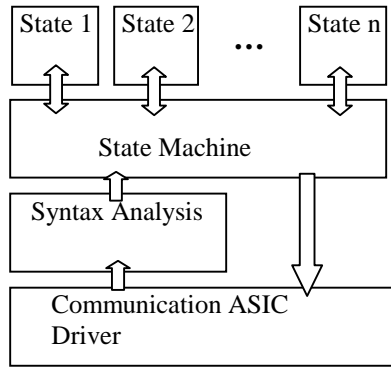 State 1 State 2 ... State n
State Machine
Syntax Analysis
Communication ASIC
Driver